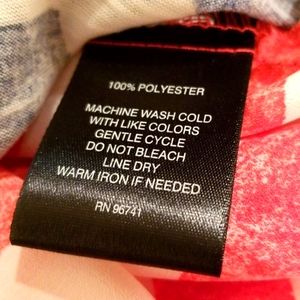 100% POLYESTER
MACHINE WASH COLD
WITH LIKE COLORS
GENTLE CYCLE
DO NOT BLEACH
LINE DRY
WARM IRON IF NEEDED
RN 96741